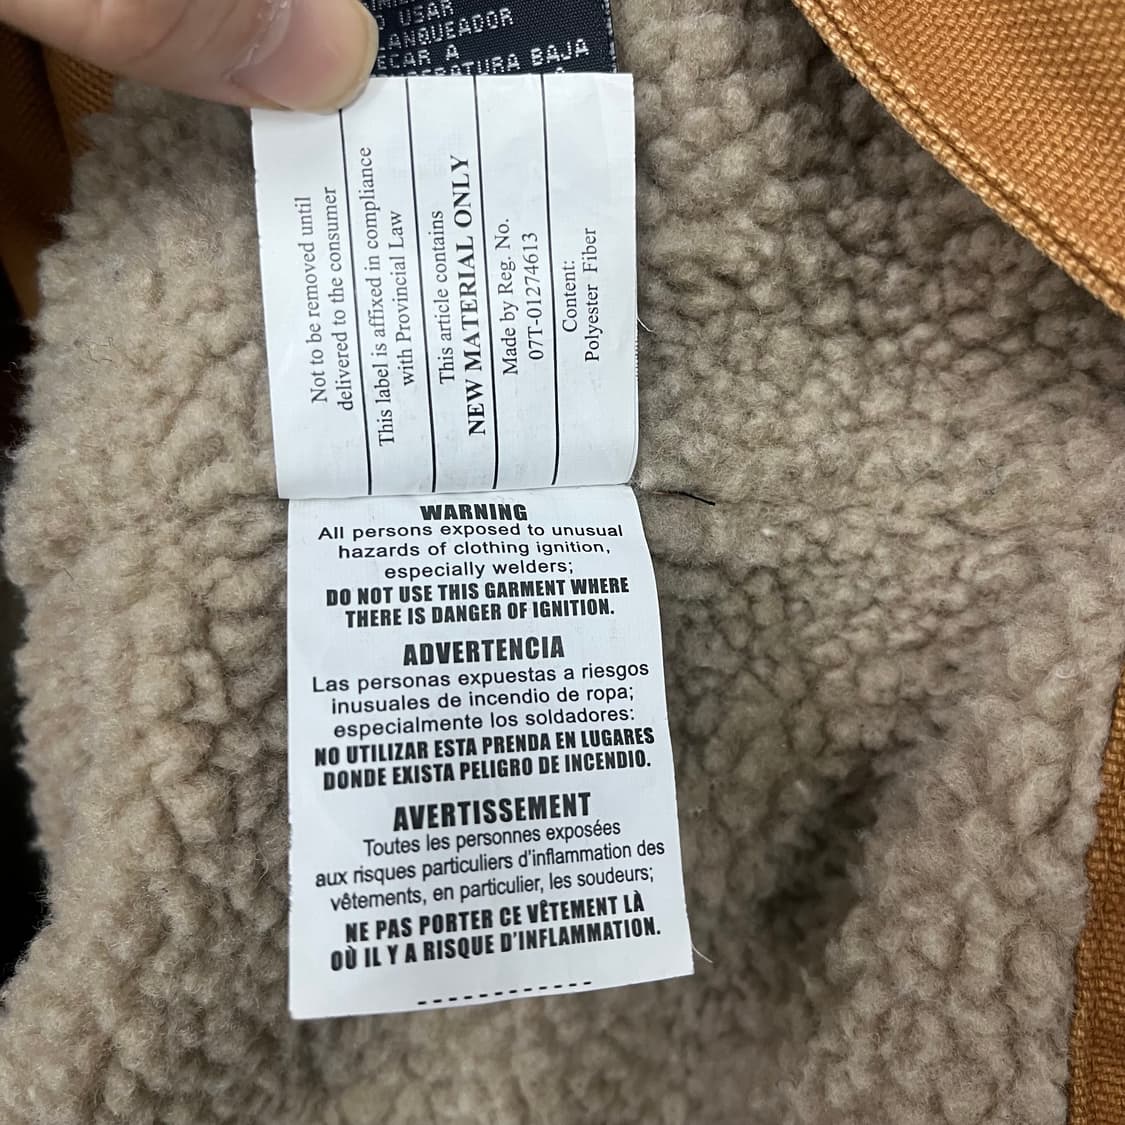 USAR
BAJA
Not to be removed until
delivered to the consumer
This label is affixed in compliance
with Provincial Law
This article contains
NEW MATERIAL ONLY
Made by Reg. No.
07T-01274613
Content:
Polyester Fiber
WARNING
All persons exposed to unusual
hazards of clothing ignition,
especially welders;
DO NOT USE THIS GARMENT WHERE
THERE IS DANGER OF IGNITION.
ADVERTENCIA
Las personas expuestas a riesgos
inusuales de incendio de ropa;
especialmente los soldadores:
NO UTILIZAR ESTA PRENDA EN LUGARES
DONDE EXISTA PELIGRO DE INCENDIO.
AVERTISSEMENT
Toutes les personnes exposées
aux risques particuliers d'inflammation des
vêtements, en particulier, les soudeurs;
NE PAS PORTER CE VÊTEMENT LÀ
OÙ IL Y A RISQUE D'INFLAMMATION.